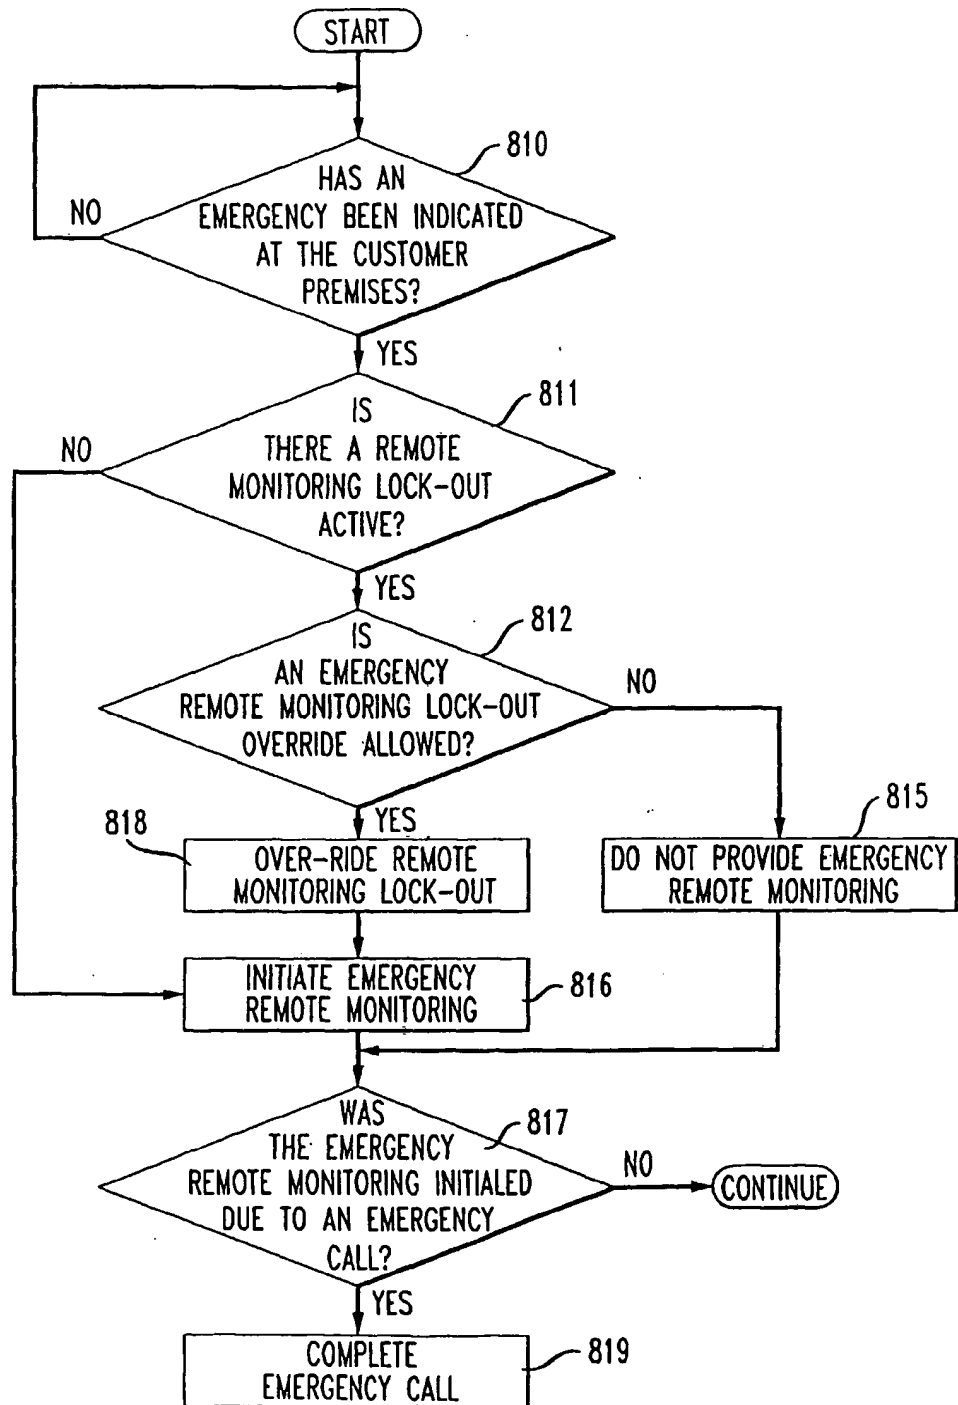 START
810
HAS AN
EMERGENCY BEEN INDICATED
AT THE CUSTOMER
PREMISES?
NO
YES
811
IS
THERE A REMOTE
MONITORING LOCK-OUT
ACTIVE?
NO
YES
812
IS
AN EMERGENCY
REMOTE MONITORING LOCK-OUT
OVERRIDE ALLOWED?
NO
YES
818
OVER-RIDE REMOTE
MONITORING LOCK-OUT
815
DO NOT PROVIDE EMERGENCY
REMOTE MONITORING
INITIATE EMERGENCY
REMOTE MONITORING
816
WAS
THE EMERGENCY
REMOTE MONITORING INITIALED
DUE TO AN EMERGENCY
CALL?
817
NO
CONTINUE
YES
COMPLETE
EMERGENCY CALL
819